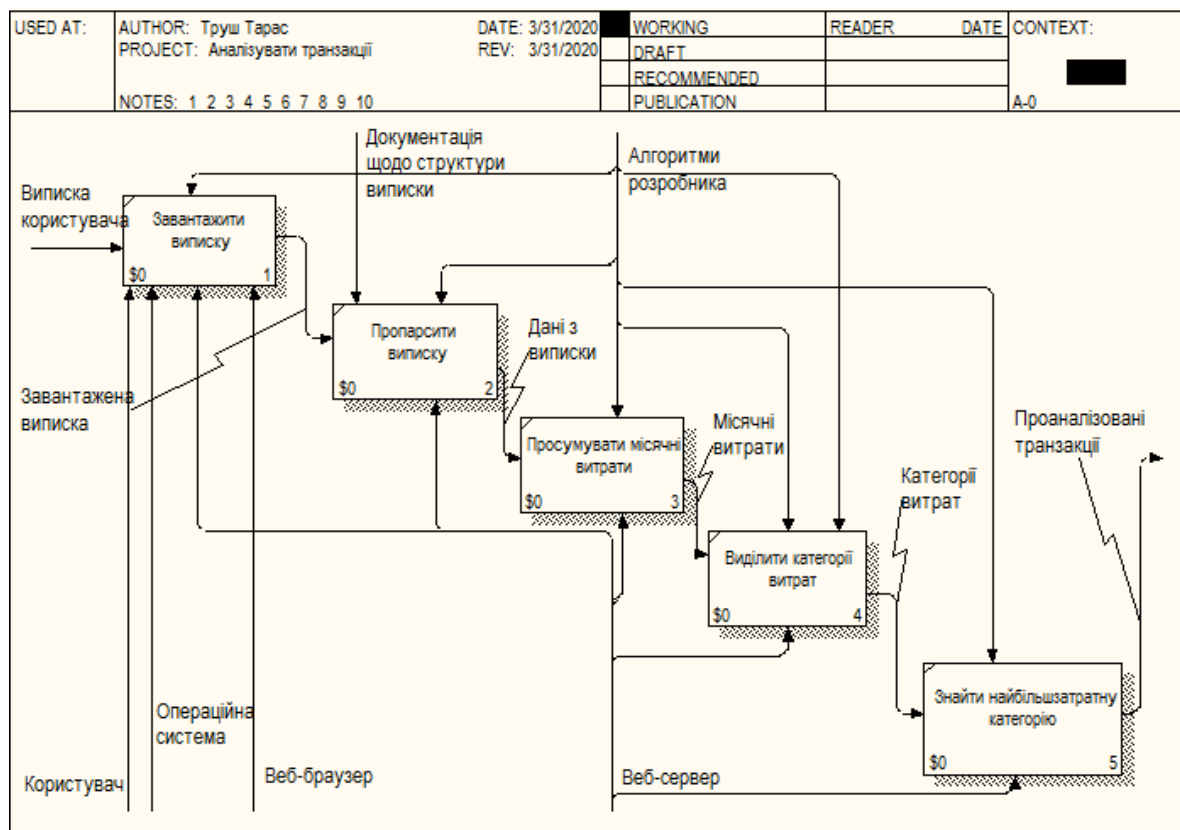 USED AT:
AUTHOR: Труш Тарас
DATE: 3/31/2020
PROJECT: Аналізувати транзакції
REV: 3/31/2020
NOTES: 1 2 3 4 5 6 7 8 9 10
WORKING
DRAFT
RECOMMENDED
PUBLICATION
READER DATE
CONTEXT:
A-0
Документація
щодо структури
виписки
Алгоритми
розробника
Виписка
користувача
Завантажити
виписку
$0 1
Пропарсити
виписку
$0 2
Дані з
виписки
Завантажена
виписка
Просумувати місячні
витрати
$0 3
Місячні
витрати
Проаналізовані
транзакції
Категорії
витрат
Виділити категорії
витрат
$0 4
Знайти найбільшзатратну
категорію
$0 5
Операційна
система
Користувач
Веб-браузер
Веб-сервер